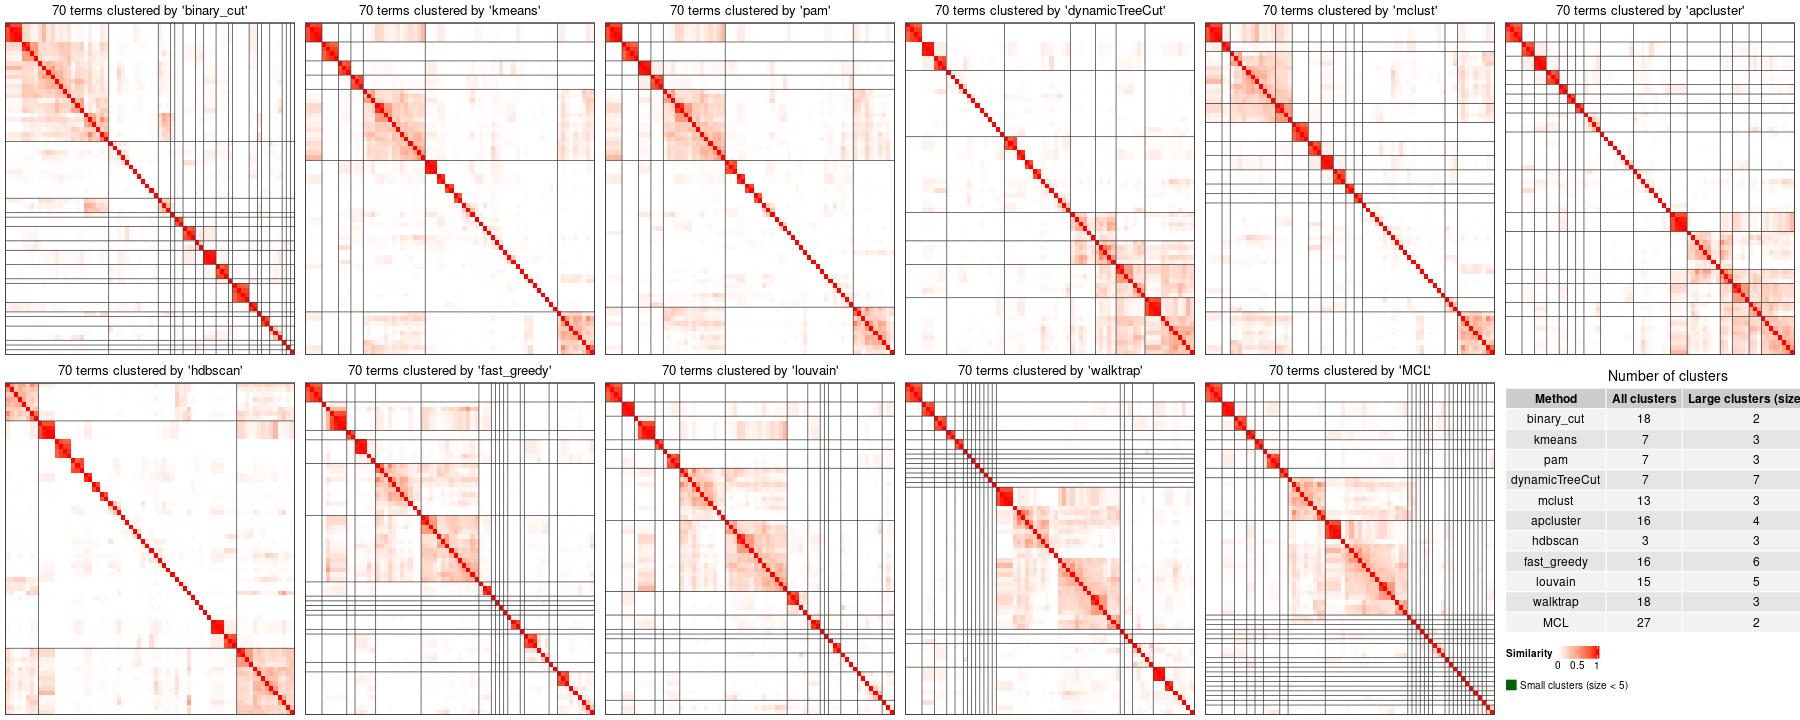 70 terms clustered by 'binary_cut'
70 terms clustered by 'kmeans'
70 terms clustered by 'pam'
70 terms clustered by 'dynamicTreeCut'
70 terms clustered by 'mclust'
70 terms clustered by 'apcluster'
70 terms clustered by 'hdbscan'
70 terms clustered by 'fast_greedy'
70 terms clustered by 'louvain'
70 terms clustered by 'walktrap'
70 terms clustered by 'MCL'
Number of clusters
Method All clusters Large clusters (size
binary_cut 18 2
kmeans 7 3
pam 7 3
dynamicTreeCut 7 7
mclust 13 3
apcluster 16 4
hdbscan 3 3
fast_greedy 16 6
louvain 15 5
walktrap 18 3
MCL 27 2
Similarity
0 0.5 1
Small clusters (size < 5)